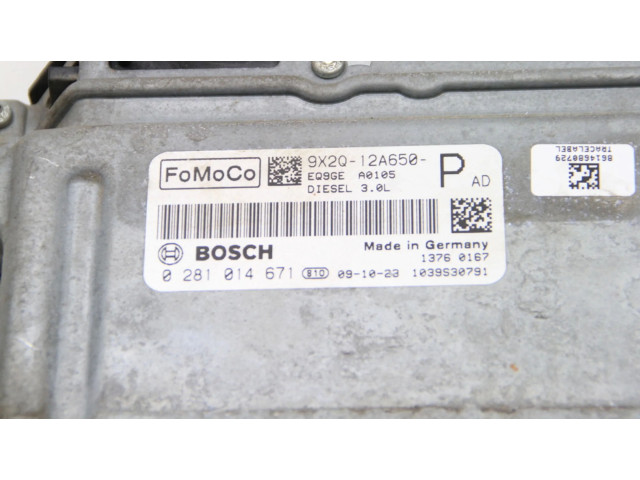 FoMoCo
9X2Q-12A650- P AD
EQ9GE A0105
DIESEL 3.0L
BOSCH
Made in Germany
1376 0167
0 281 014 671 810 09-10-23 1039S30791
8614680729
TRACELABEL